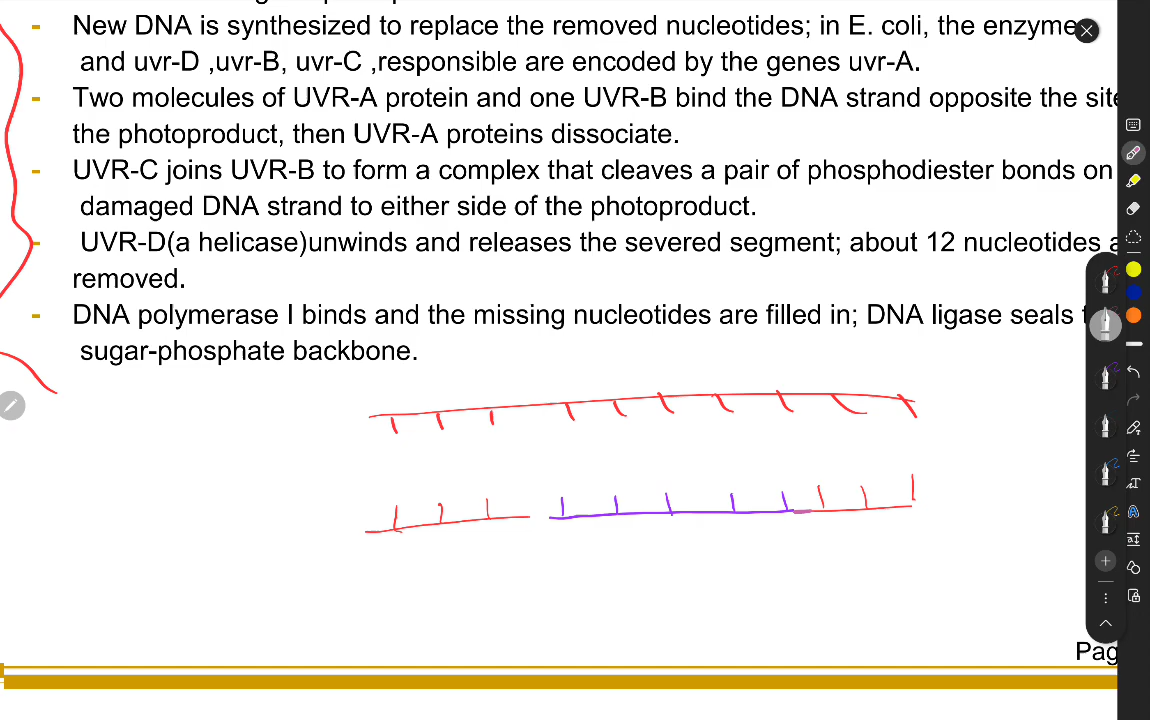 - New DNA is synthesized to replace the removed nucleotides; in E. coli, the enzyme
and uvr-D ,uvr-B, uvr-C ,responsible are encoded by the genes uvr-A.
- Two molecules of UVR-A protein and one UVR-B bind the DNA strand opposite the site
the photoproduct, then UVR-A proteins dissociate.
- UVR-C joins UVR-B to form a complex that cleaves a pair of phosphodiester bonds on
damaged DNA strand to either side of the photoproduct.
- UVR-D(a helicase)unwinds and releases the severed segment; about 12 nucleotides
removed.
- DNA polymerase I binds and the missing nucleotides are filled in; DNA ligase seals
sugar-phosphate backbone.
Pag